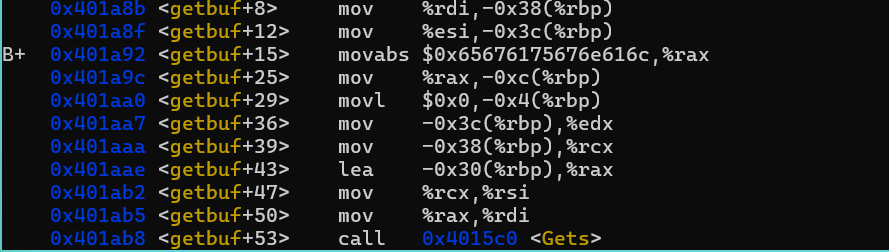 0x401a8b <getbuf+8> mov %rdi,-0x38(%rbp)
0x401a8f <getbuf+12> mov %esi,-0x3c(%rbp)
B+ 0x401a92 <getbuf+15> movabs $0x65676175676e616c,%rax
0x401a9c <getbuf+25> mov %rax,-0xc(%rbp)
0x401aa0 <getbuf+29> movl $0x0,-0x4(%rbp)
0x401aa7 <getbuf+36> mov -0x3c(%rbp),%edx
0x401aaa <getbuf+39> mov -0x38(%rbp),%rcx
0x401aae <getbuf+43> lea -0x30(%rbp),%rax
0x401ab2 <getbuf+47> mov %rcx,%rsi
0x401ab5 <getbuf+50> mov %rax,%rdi
0x401ab8 <getbuf+53> call 0x4015c0 <Gets>